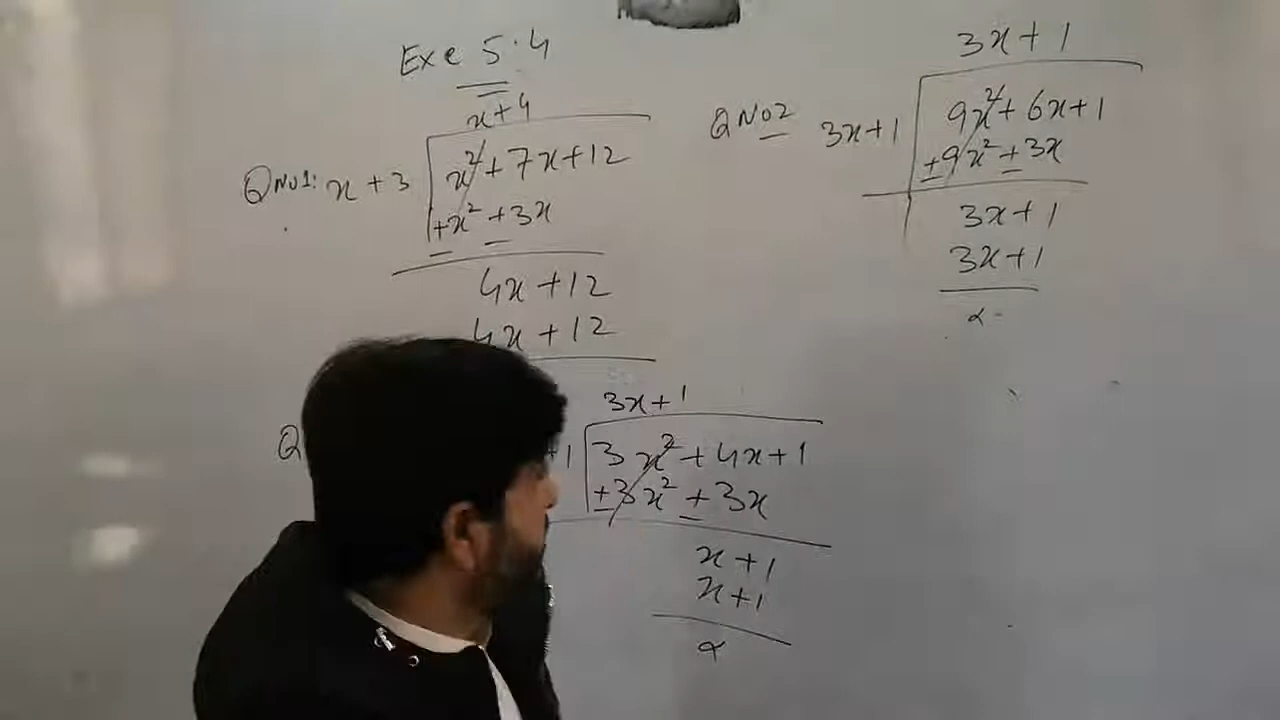 Exe 5.4
x+4
QNo1: x + 3 x² + 7x + 12
+x² + 3x
4x + 12
4x + 12
3x + 1
QNo2 3x+1 9x² + 6x + 1
±9x² ± 3x
3x + 1
3x + 1
3x + 1
Q +1 3x² + 4x + 1
±3x² + 3x
x + 1
x + 1